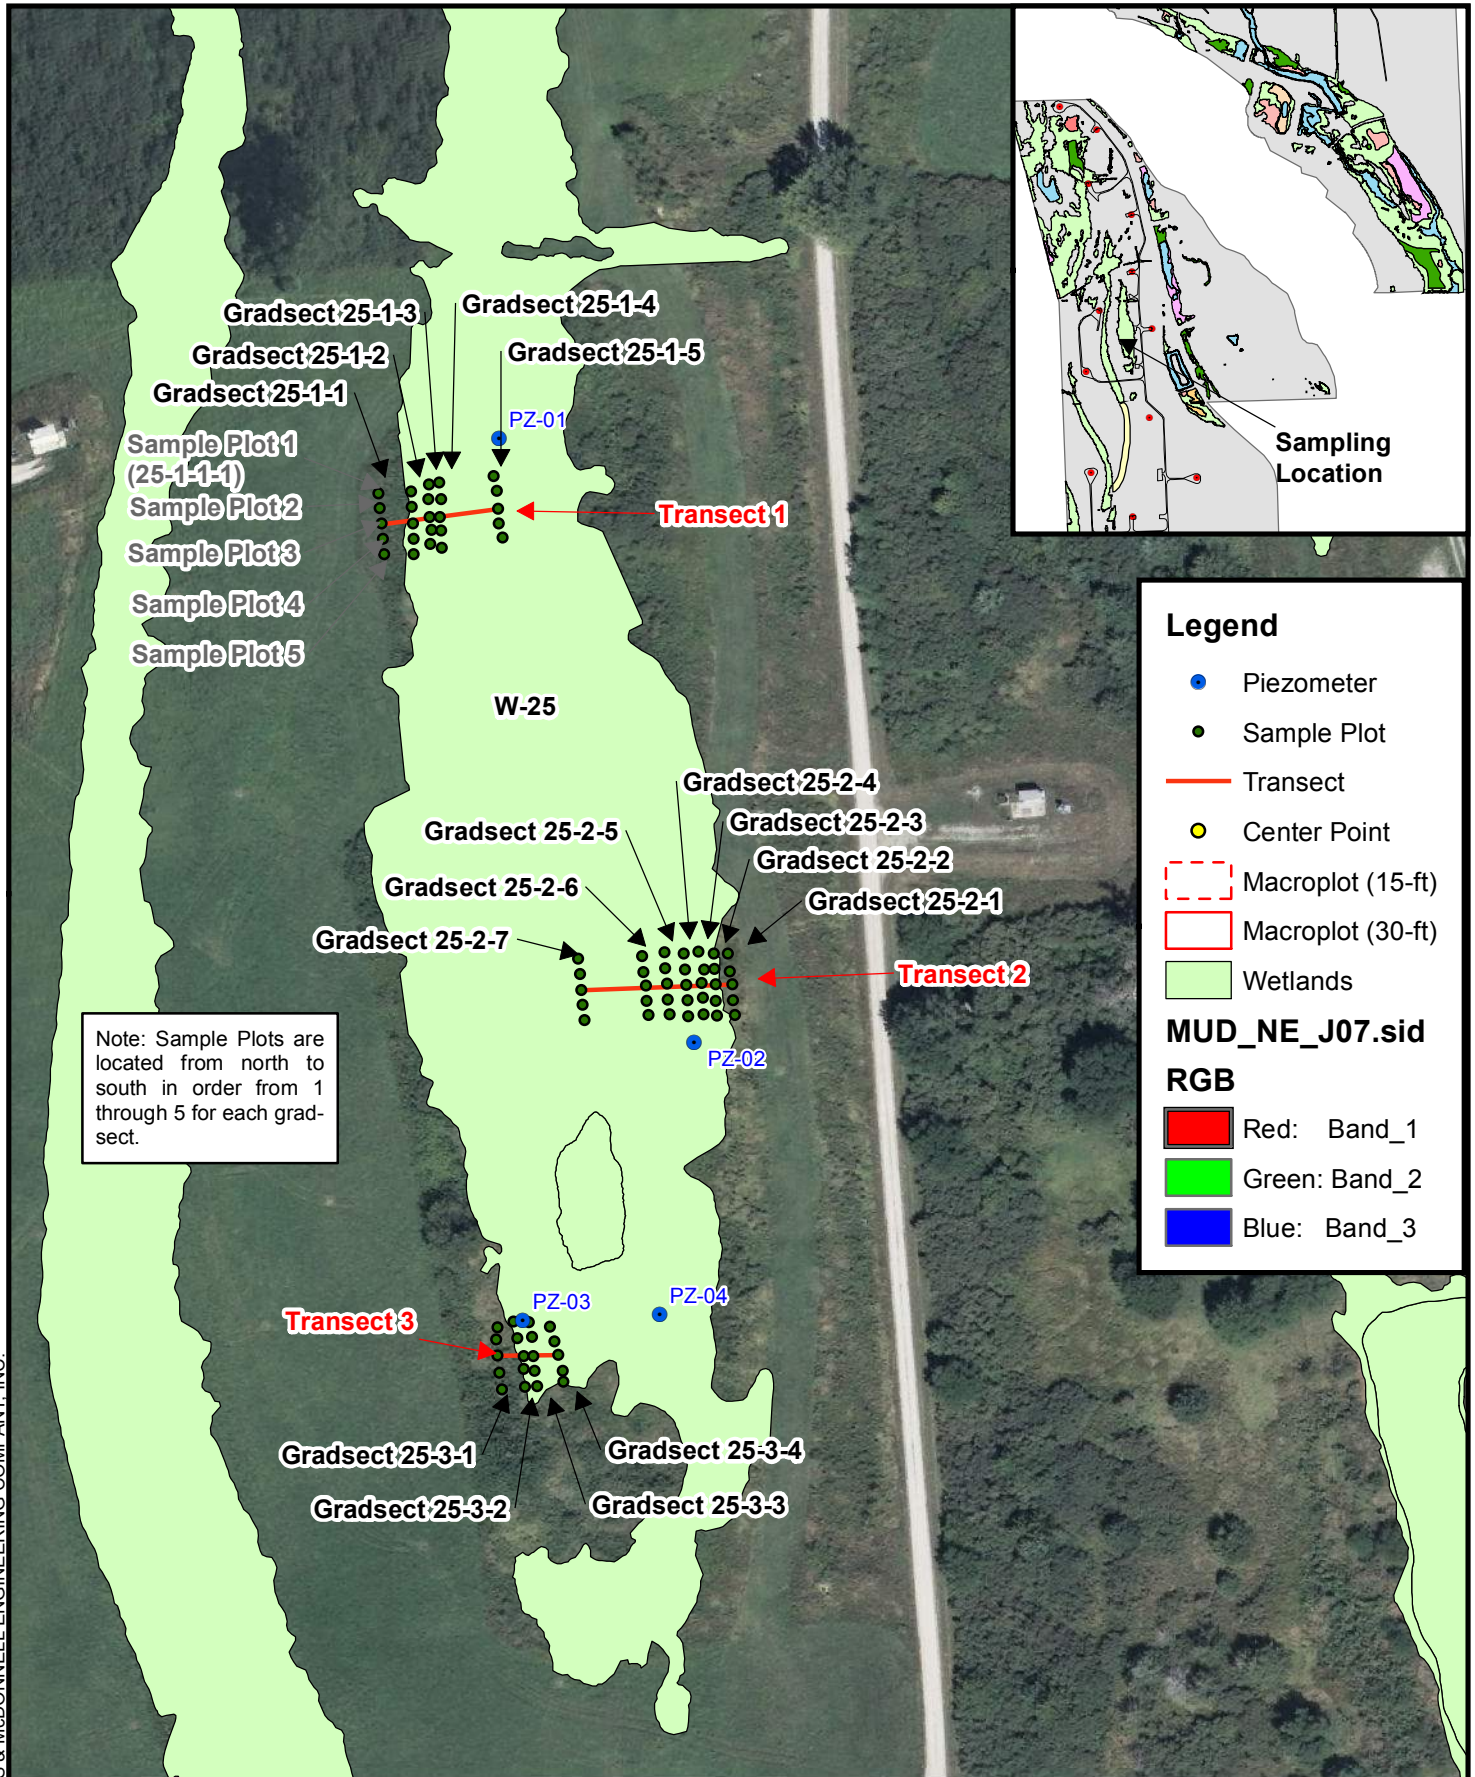 Gradsect 25-1-3
Gradsect 25-1-4
Gradsect 25-1-2
Gradsect 25-1-5
Gradsect 25-1-1
PZ-01
Sample Plot 1
(25-1-1-1)
Sample Plot 2
Sample Plot 3
Sample Plot 4
Sample Plot 5
Transect 1
Sampling
Location
W-25
Gradsect 25-2-4
Gradsect 25-2-3
Gradsect 25-2-5
Gradsect 25-2-2
Gradsect 25-2-6
Gradsect 25-2-1
Gradsect 25-2-7
Transect 2
PZ-02
Note: Sample Plots are
located from north to
south in order from 1
through 5 for each grad-
sect.
PZ-03
PZ-04
Transect 3
Gradsect 25-3-1
Gradsect 25-3-4
Gradsect 25-3-2
Gradsect 25-3-3
Legend
Piezometer
Sample Plot
Transect
Center Point
Macroplot (15-ft)
Macroplot (30-ft)
Wetlands
MUD_NE_J07.sid
RGB
Red: Band_1
Green: Band_2
Blue: Band_3
ENGINEERING COMPANY, INC.